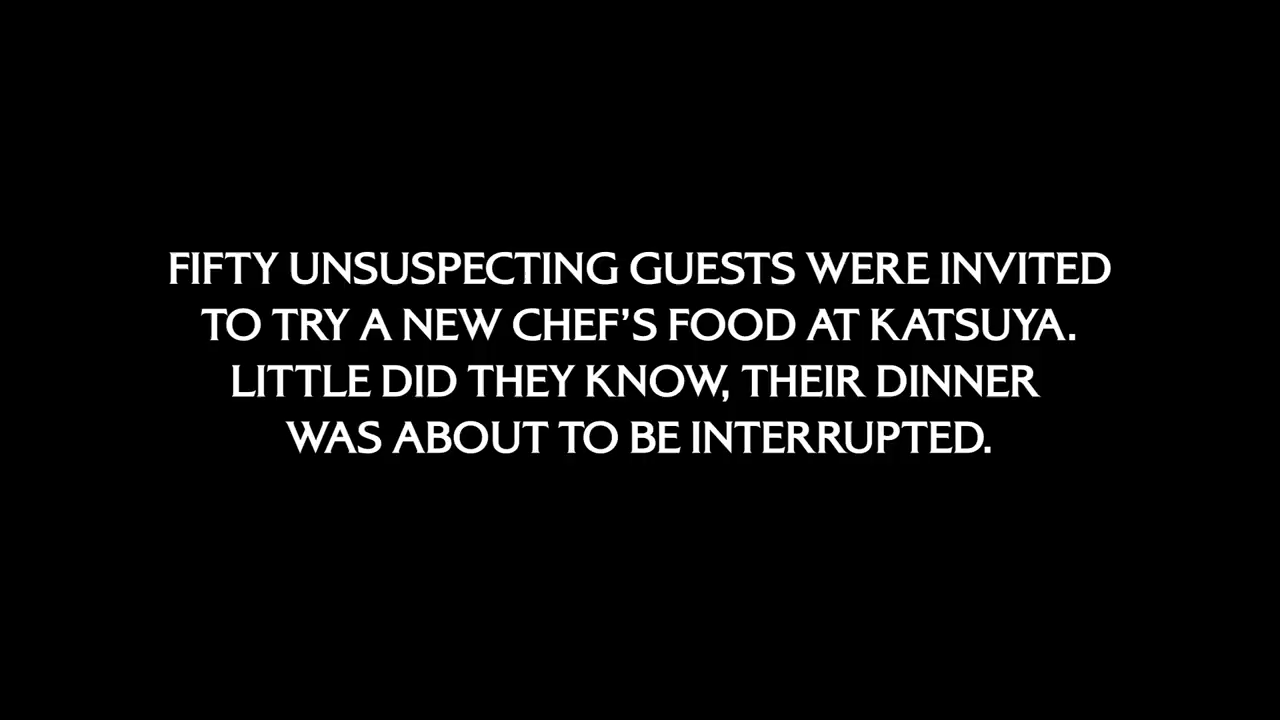 FIFTY UNSUSPECTING GUESTS WERE INVITED
TO TRY A NEW CHEF’S FOOD AT KATSUYA.
LITTLE DID THEY KNOW, THEIR DINNER
WAS ABOUT TO BE INTERRUPTED.